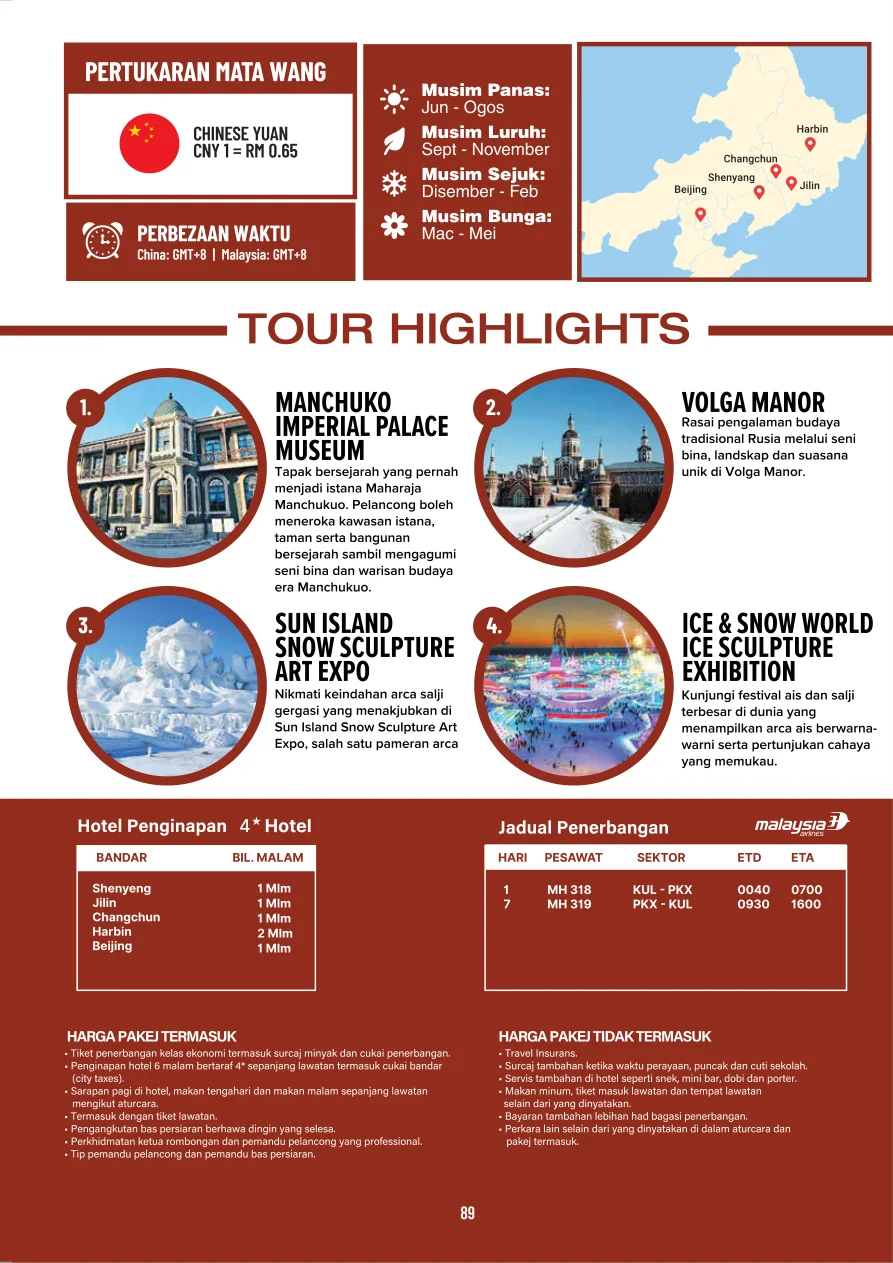 PERTUKARAN MATA WANG
CHINESE YUAN
CNY 1 = RM 0.65
PERBEZAAN WAKTU
China: GMT+8 | Malaysia: GMT+8
Musim Panas:
Jun - Ogos
Musim Luruh:
Sept - November
Musim Sejuk:
Disember - Feb
Musim Bunga:
Mac - Mei
Harbin
Changchun
Shenyang
Jilin
Beijing
TOUR HIGHLIGHTS
1.
MANCHUKO
IMPERIAL PALACE
MUSEUM
Tapak bersejarah yang pernah
menjadi istana Maharaja
Manchukuo. Pelancong boleh
meneroka kawasan istana,
taman serta bangunan
bersejarah sambil mengagumi
seni bina dan warisan budaya
era Manchukuo.
2.
VOLGA MANOR
Rasai pengalaman budaya
tradisional Rusia melalui seni
bina, landskap dan suasana
unik di Volga Manor.
3.
SUN ISLAND
SNOW SCULPTURE
ART EXPO
Nikmati keindahan arca salji
gergasi yang menakjubkan di
Sun Island Snow Sculpture Art
Expo, salah satu pameran arca
4.
ICE & SNOW WORLD
ICE SCULPTURE
EXHIBITION
Kunjungi festival ais dan salji
terbesar di dunia yang
menampilkan arca ais berwarna-
warni serta pertunjukan cahaya
yang memukau.
Hotel Penginapan 4★ Hotel
BANDAR BIL. MALAM
Shenyeng 1 Mlm
Jilin 1 Mlm
Changchun 1 Mlm
Harbin 2 Mlm
Beijing 1 Mlm
Jadual Penerbangan
malaysia
airlines
HARI PESAWAT SEKTOR ETD ETA
1 MH 318 KUL - PKX 0040 0700
7 MH 319 PKX - KUL 0930 1600
HARGA PAKEJ TERMASUK
• Tiket penerbangan kelas ekonomi termasuk surcaj minyak dan cukai penerbangan.
• Penginapan hotel 6 malam bertaraf 4* sepanjang lawatan termasuk cukai bandar
(city taxes).
• Sarapan pagi di hotel, makan tengahari dan makan malam sepanjang lawatan
mengikut aturcara.
• Termasuk dengan tiket lawatan.
• Pengangkutan bas persiaran berhawa dingin yang selesa.
• Perkhidmatan ketua rombongan dan pemandu pelancong yang professional.
• Tip pemandu pelancong dan pemandu bas persiaran.
HARGA PAKEJ TIDAK TERMASUK
• Travel Insurans.
• Surcaj tambahan ketika waktu perayaan, puncak dan cuti sekolah.
• Servis tambahan di hotel seperti snek, mini bar, dobi dan porter.
• Makan minum, tiket masuk lawatan dan tempat lawatan
selain dari yang dinyatakan.
• Bayaran tambahan lebihan had bagasi penerbangan.
• Perkara lain selain dari yang dinyatakan di dalam aturcara dan
pakej termasuk.
89